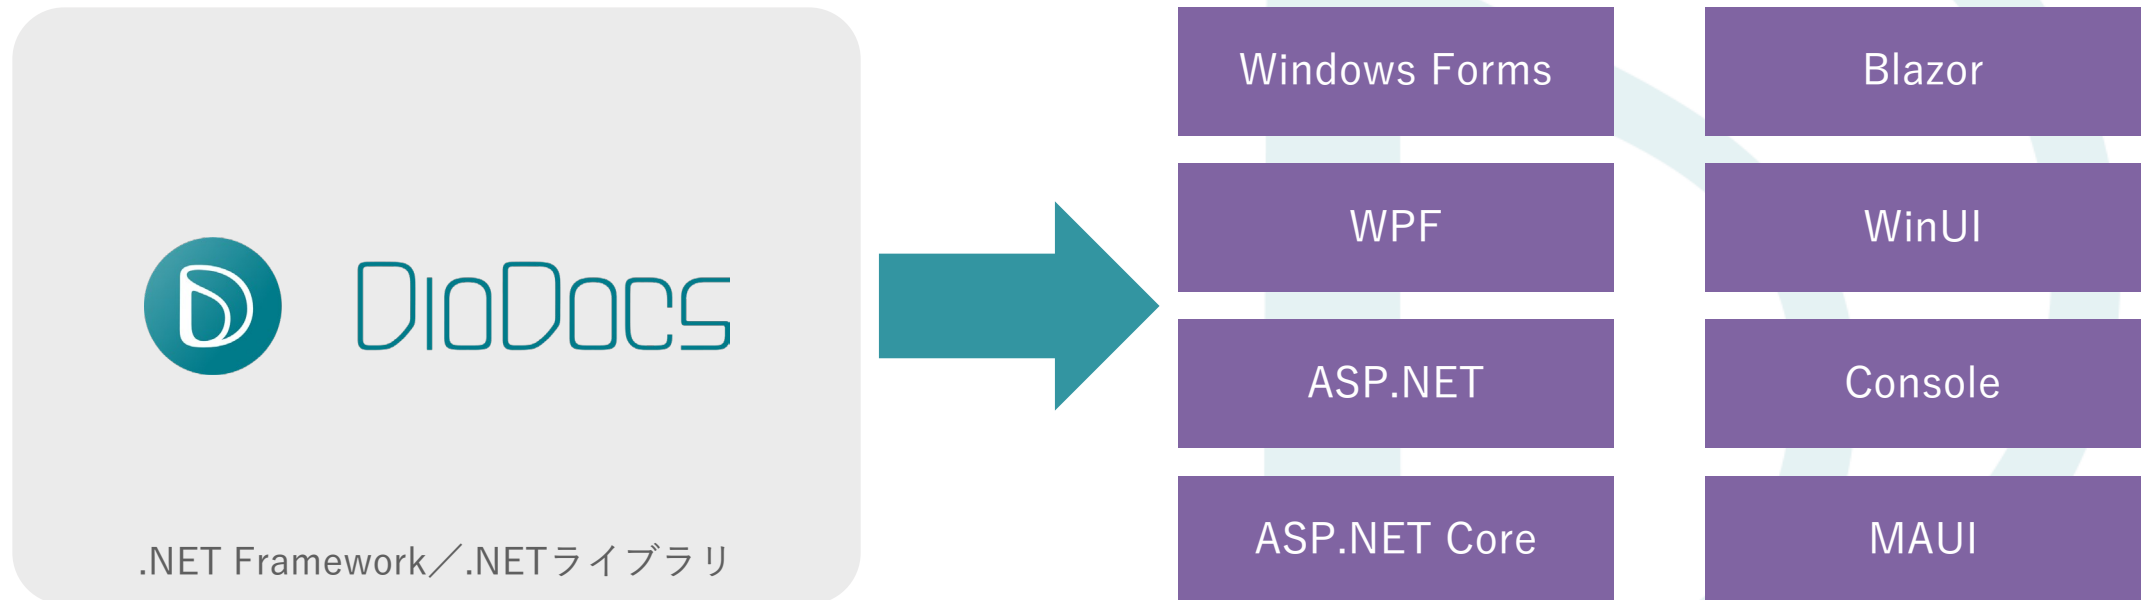 DioDocs
.NET Framework／.NETライブラリ
Windows Forms
Blazor
WPF
WinUI
ASP.NET
Console
ASP.NET Core
MAUI